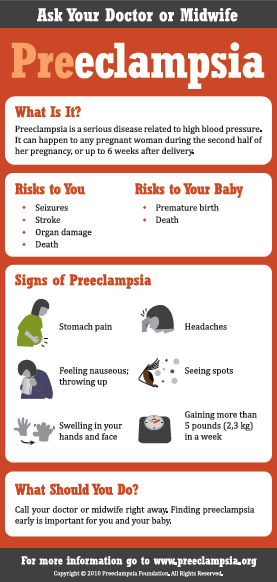 Ask Your Doctor or Midwife
Preeclampsia
What Is It?
Preeclampsia is a serious disease related to high blood pressure.
It can happen to any pregnant woman during the second half of
her pregnancy, or up to 6 weeks after delivery.
Risks to You
• Seizures
• Stroke
• Organ damage
• Death
Risks to Your Baby
• Premature birth
• Death
Signs of Preeclampsia
Stomach pain
Headaches
Feeling nauseous;
throwing up
Seeing spots
Swelling in your
hands and face
Gaining more than
5 pounds (2,3 kg)
in a week
What Should You Do?
Call your doctor or midwife right away. Finding preeclampsia
early is important for you and your baby.
For more information go to www.preeclampsia.org
Copyright © 2010 Preeclampsia Foundation. All Rights Reserved.